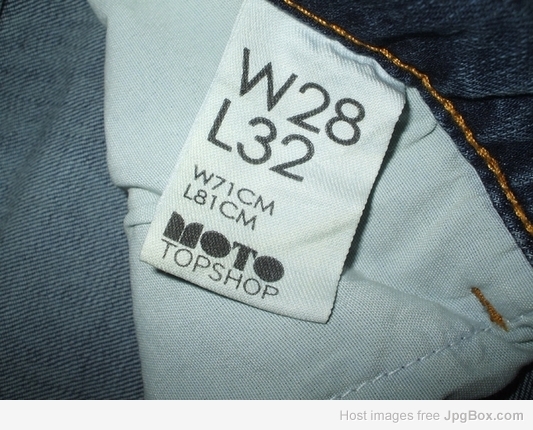 W28
L32
W71CM
L81CM
MOTO
TOPSHOP
Host images free JpgBox.com